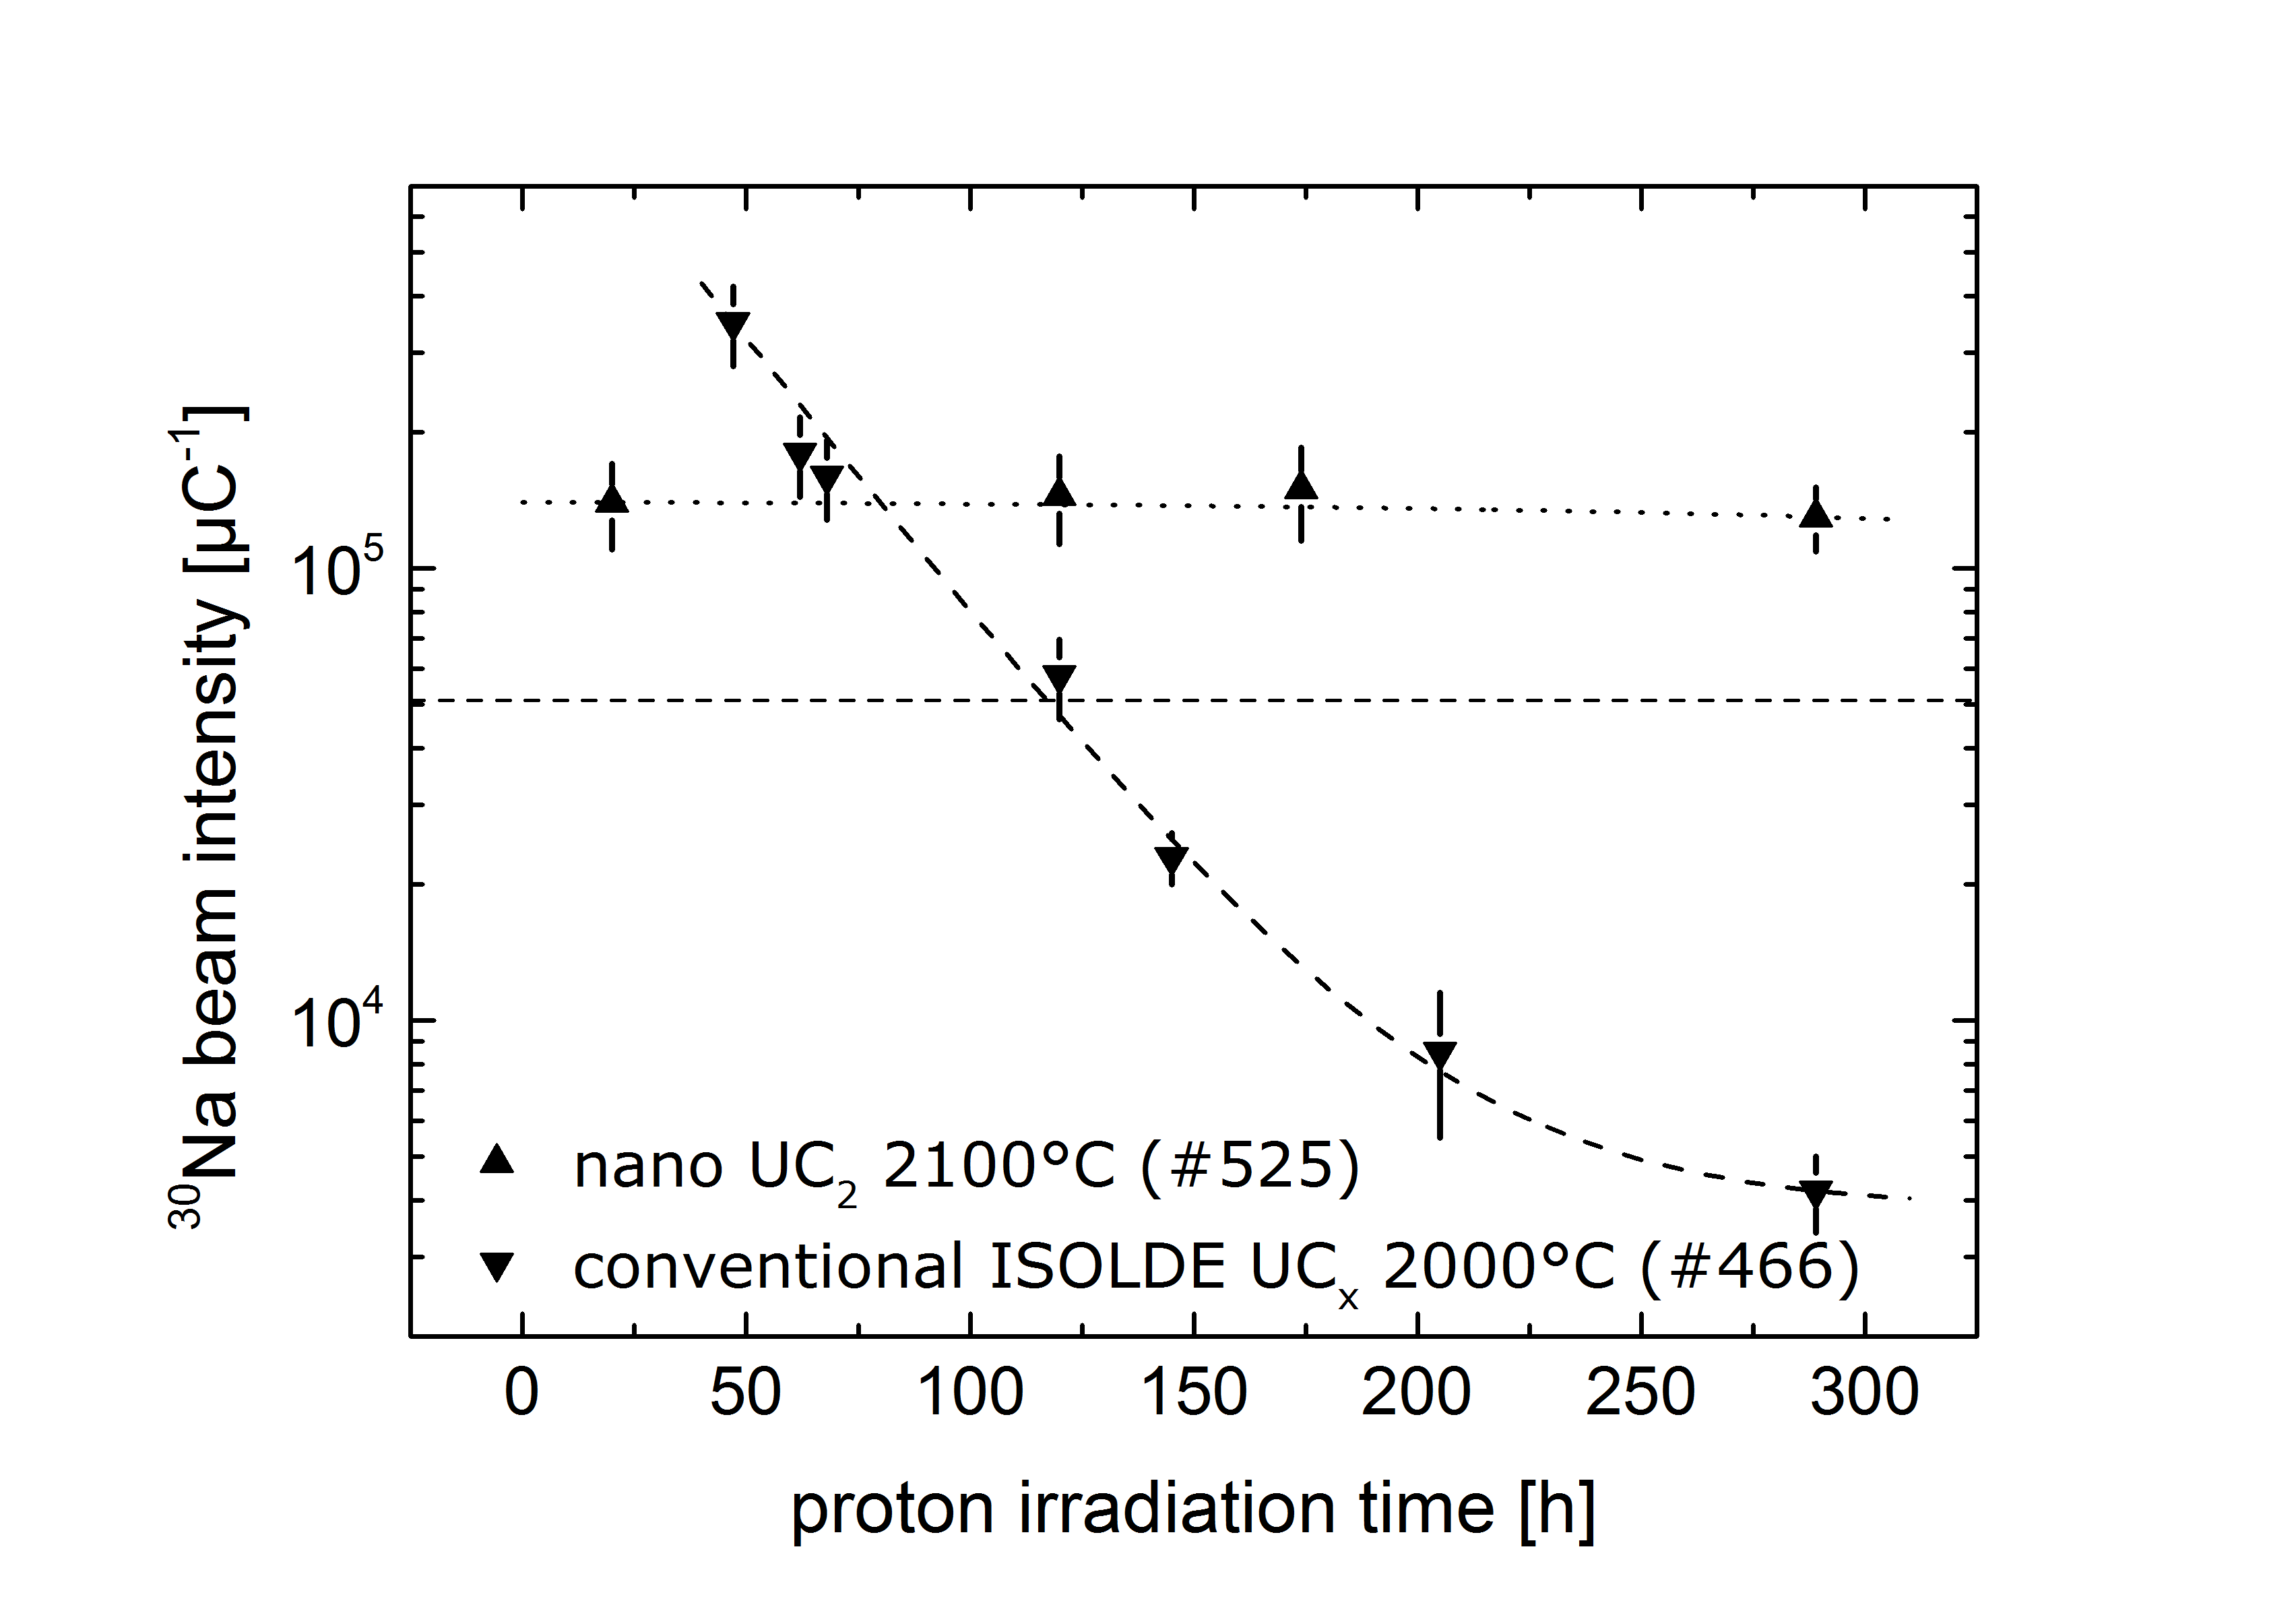 ³⁰Na beam intensity [µC⁻¹]
10⁵
10⁴
nano UC₂ 2100°C (#525)
conventional ISOLDE UCₓ 2000°C (#466)
0 50 100 150 200 250 300
proton irradiation time [h]